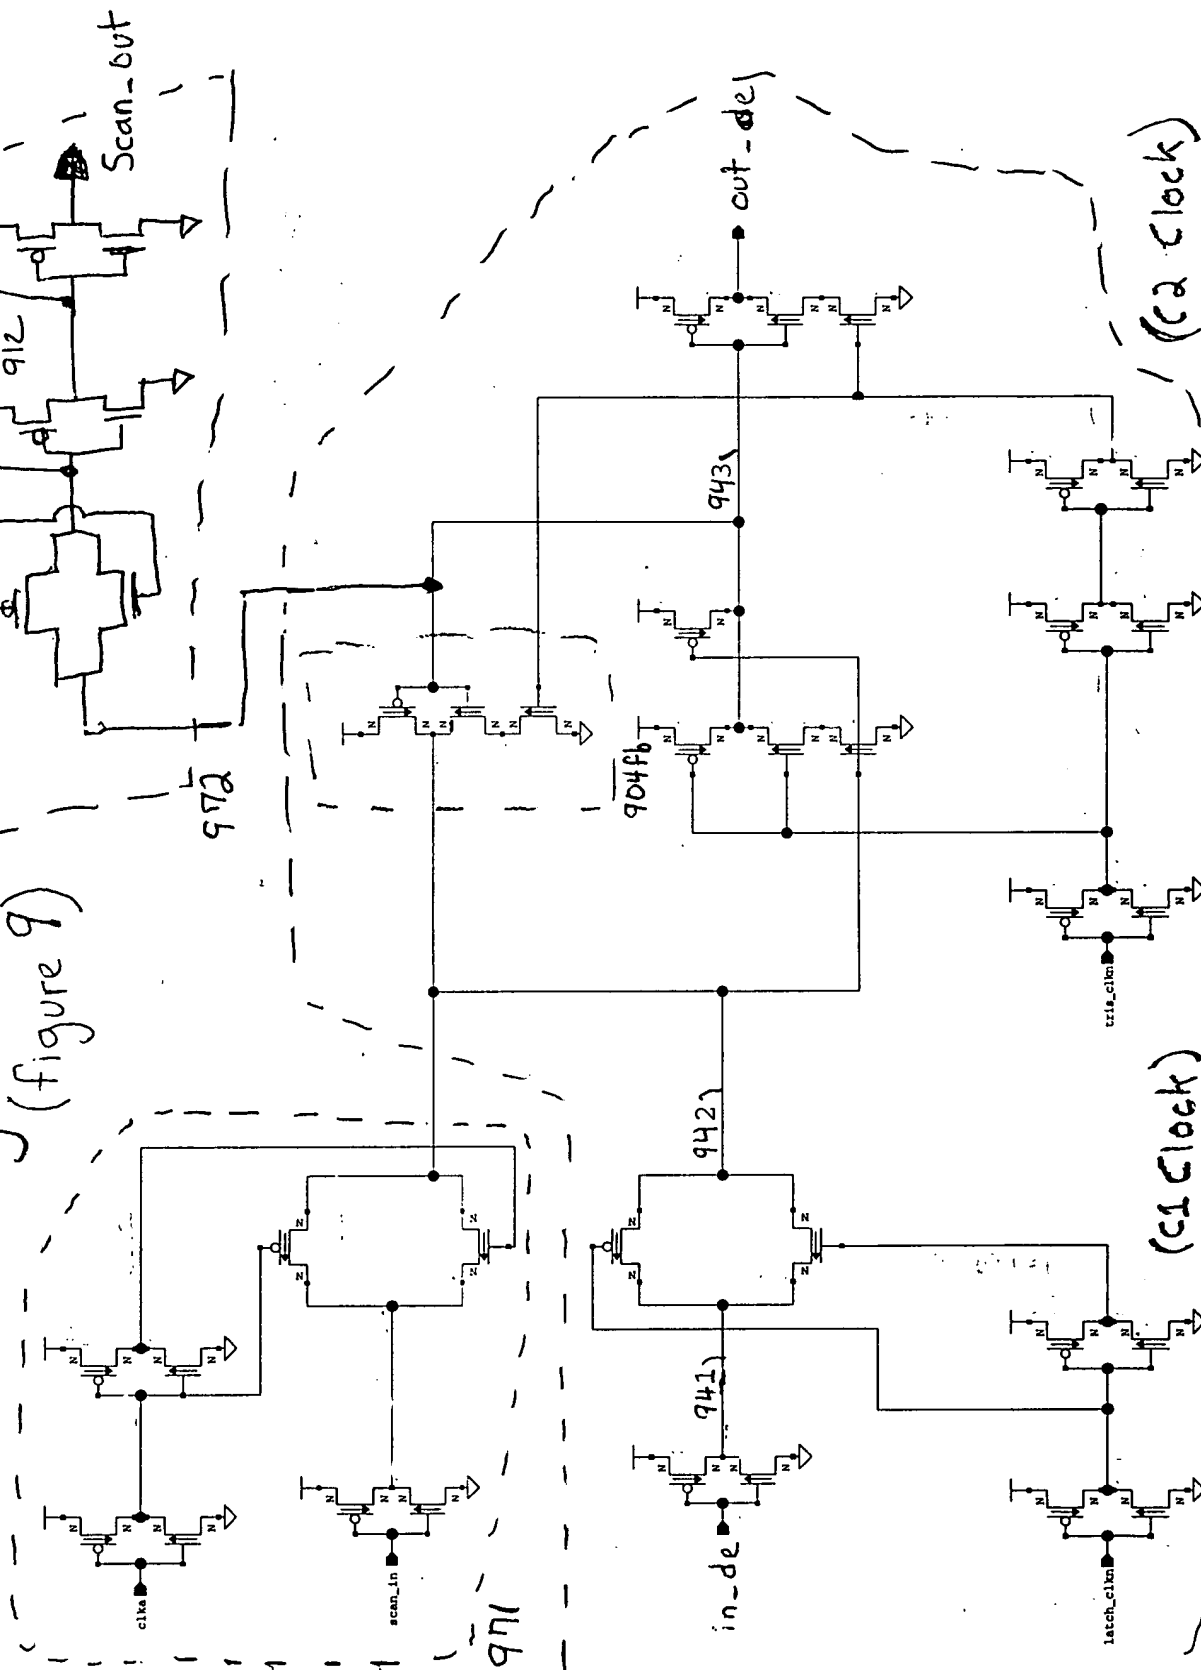 Scan_out
912
972
(figure 9)
out_de
943
904fb
(C2 Clock)
942
941
clka
scan_in
971
in_de
tris_clkn
(C1 Clock)
latch_clkn